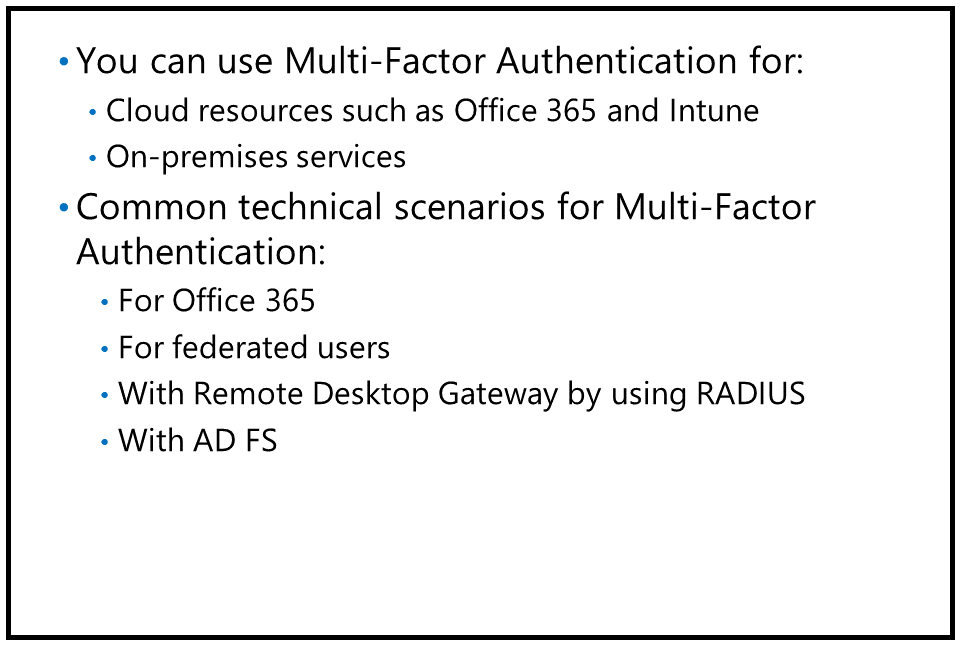 • You can use Multi-Factor Authentication for:
• Cloud resources such as Office 365 and Intune
• On-premises services
• Common technical scenarios for Multi-Factor
Authentication:
• For Office 365
• For federated users
• With Remote Desktop Gateway by using RADIUS
• With AD FS